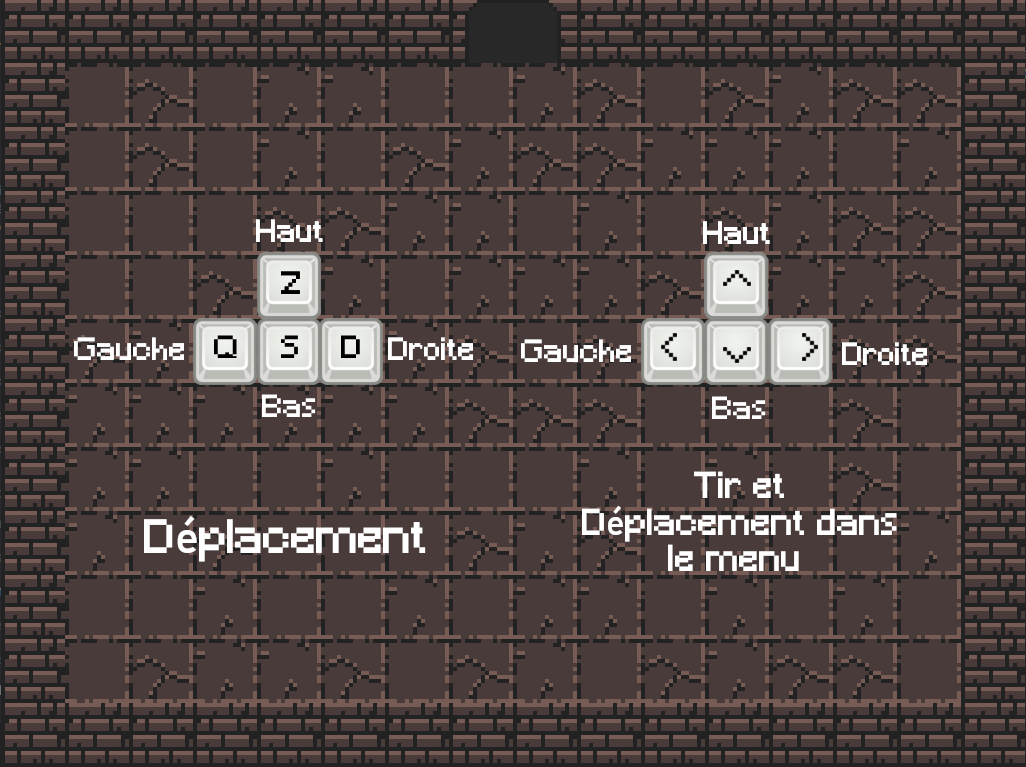 Haut
Z
Gauche Q S D Droite
Bas
Déplacement
Haut
^
Gauche < ⌄ > Droite
Bas
Tir et
Déplacement dans
le menu